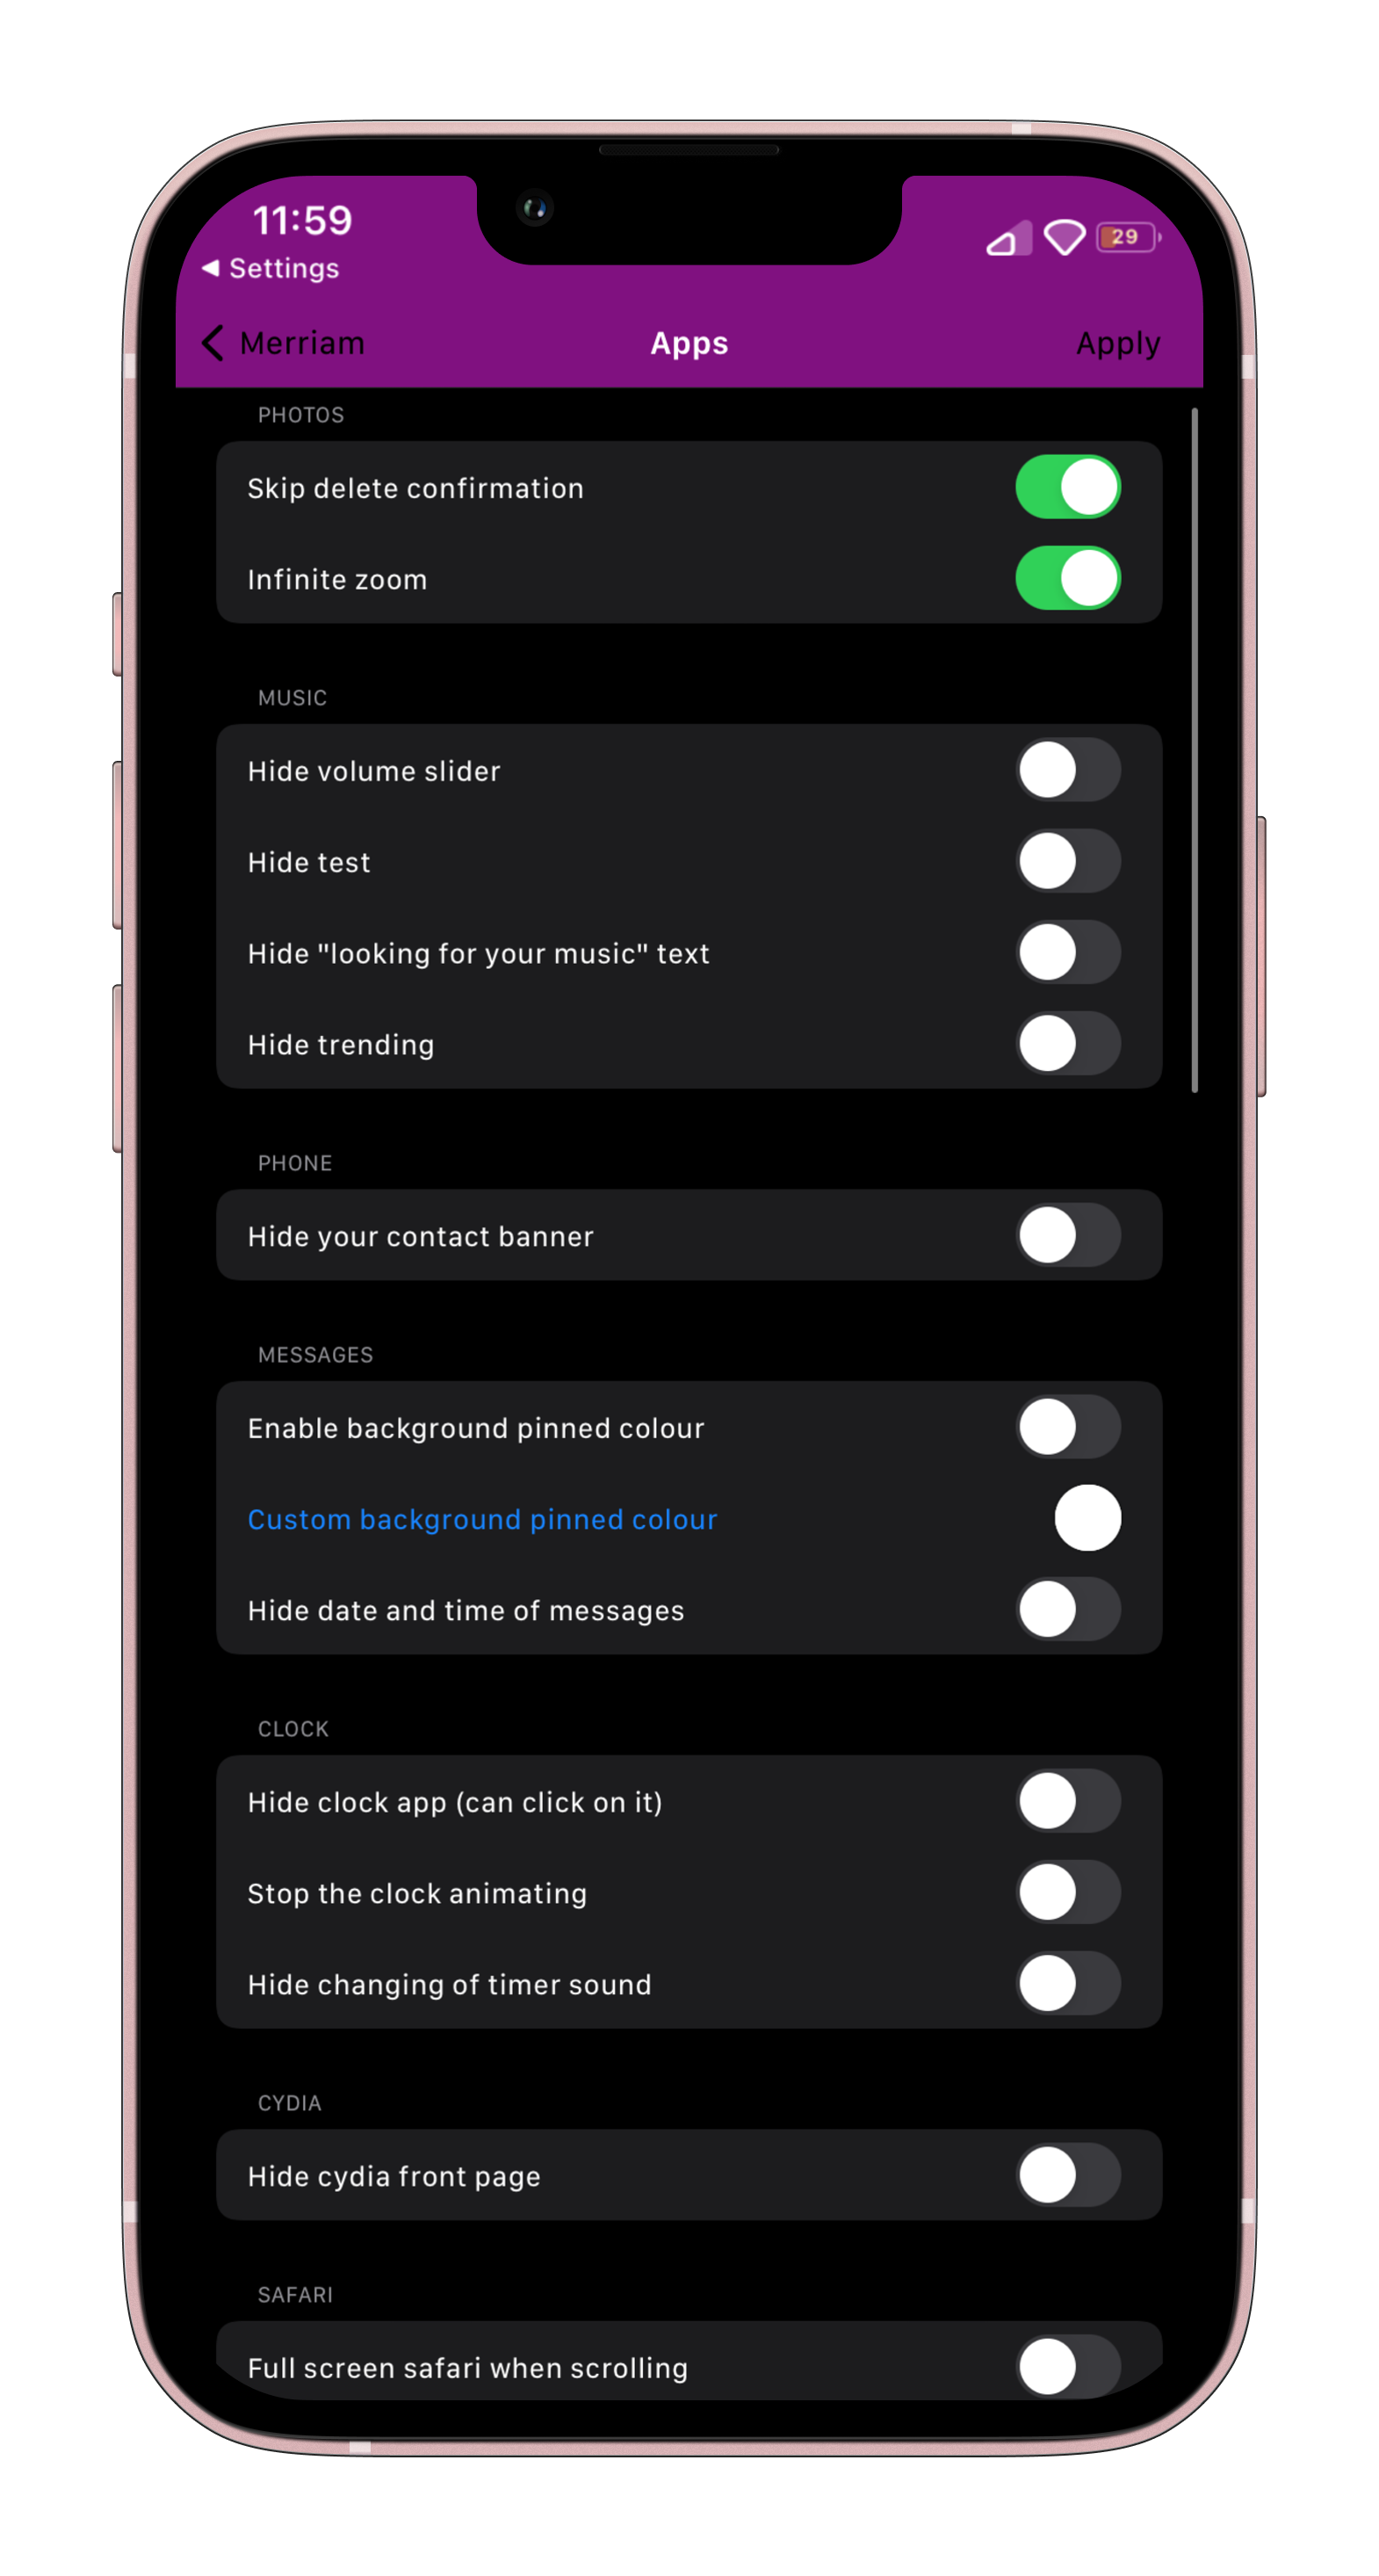 11:59
Settings
29
Merriam
Apps
Apply
PHOTOS
Skip delete confirmation
Infinite zoom
MUSIC
Hide volume slider
Hide test
Hide "looking for your music" text
Hide trending
PHONE
Hide your contact banner
MESSAGES
Enable background pinned colour
Custom background pinned colour
Hide date and time of messages
CLOCK
Hide clock app (can click on it)
Stop the clock animating
Hide changing of timer sound
CYDIA
Hide cydia front page
SAFARI
Full screen safari when scrolling